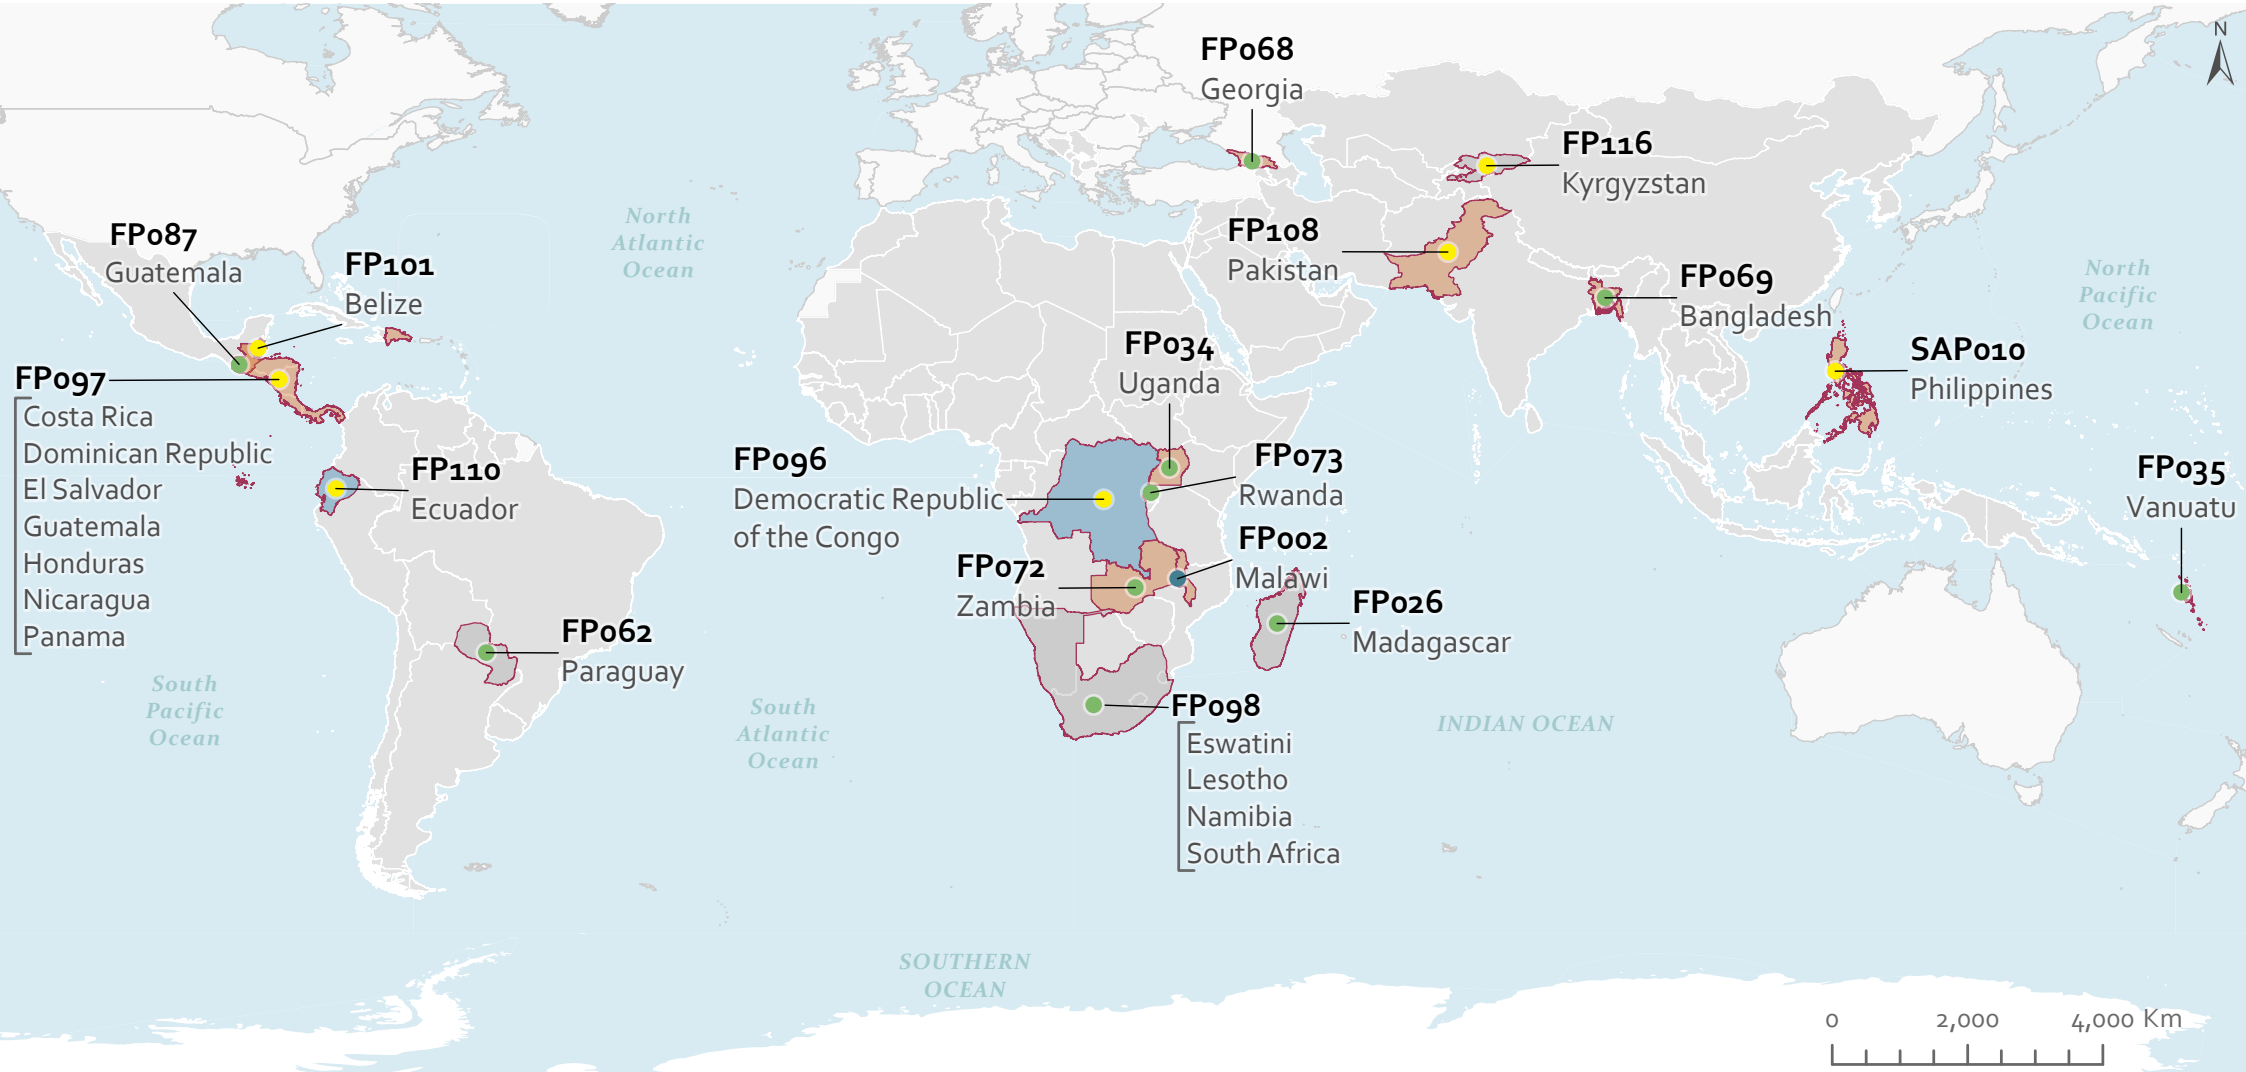 N
FP068
Georgia
FP116
Kyrgyzstan
FP087
Guatemala
FP101
Belize
North
Atlantic
Ocean
FP108
Pakistan
FP069
Bangladesh
North
Pacific
Ocean
FP034
Uganda
SAP010
Philippines
FP097
Costa Rica
Dominican Republic
El Salvador
Guatemala
Honduras
Nicaragua
Panama
FP110
Ecuador
FP096
Democratic Republic
of the Congo
FP073
Rwanda
FP035
Vanuatu
FP002
Malawi
FP072
Zambia
FP026
Madagascar
FP062
Paraguay
South
Pacific
Ocean
South
Atlantic
Ocean
FP098
Eswatini
Lesotho
Namibia
South Africa
INDIAN OCEAN
SOUTHERN
OCEAN
0 2,000 4,000 Km